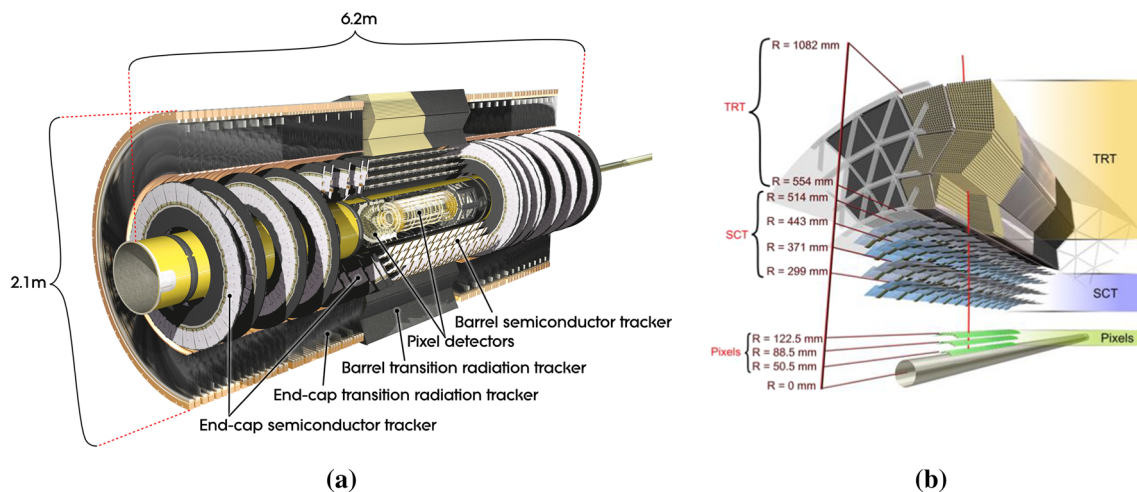 6.2m
2.1m
Barrel semiconductor tracker
Pixel detectors
Barrel transition radiation tracker
End-cap transition radiation tracker
End-cap semiconductor tracker
(a)
R = 1082 mm
TRT
R = 554 mm
R = 514 mm
R = 443 mm
SCT
R = 371 mm
R = 299 mm
R = 122.5 mm
Pixels
R = 88.5 mm
R = 50.5 mm
R = 0 mm
TRT
SCT
Pixels
(b)